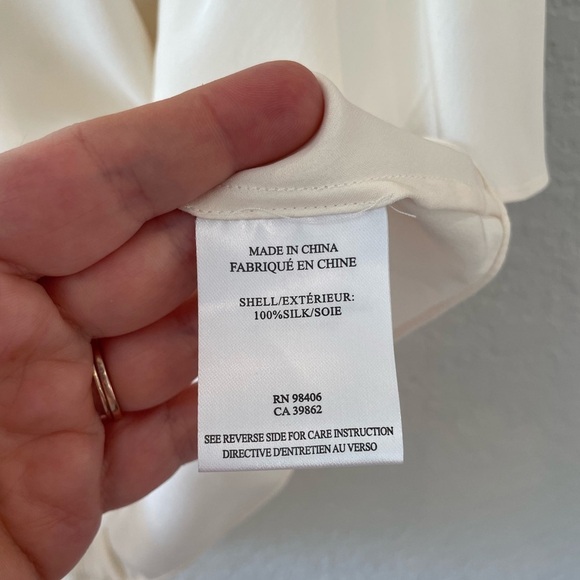 MADE IN CHINA
FABRIQUÉ EN CHINE
SHELL/EXTÉRIEUR:
100%SILK/SOIE
RN 98406
CA 39862
SEE REVERSE SIDE FOR CARE INSTRUCTION
DIRECTIVE D'ENTRETIEN AU VERSO